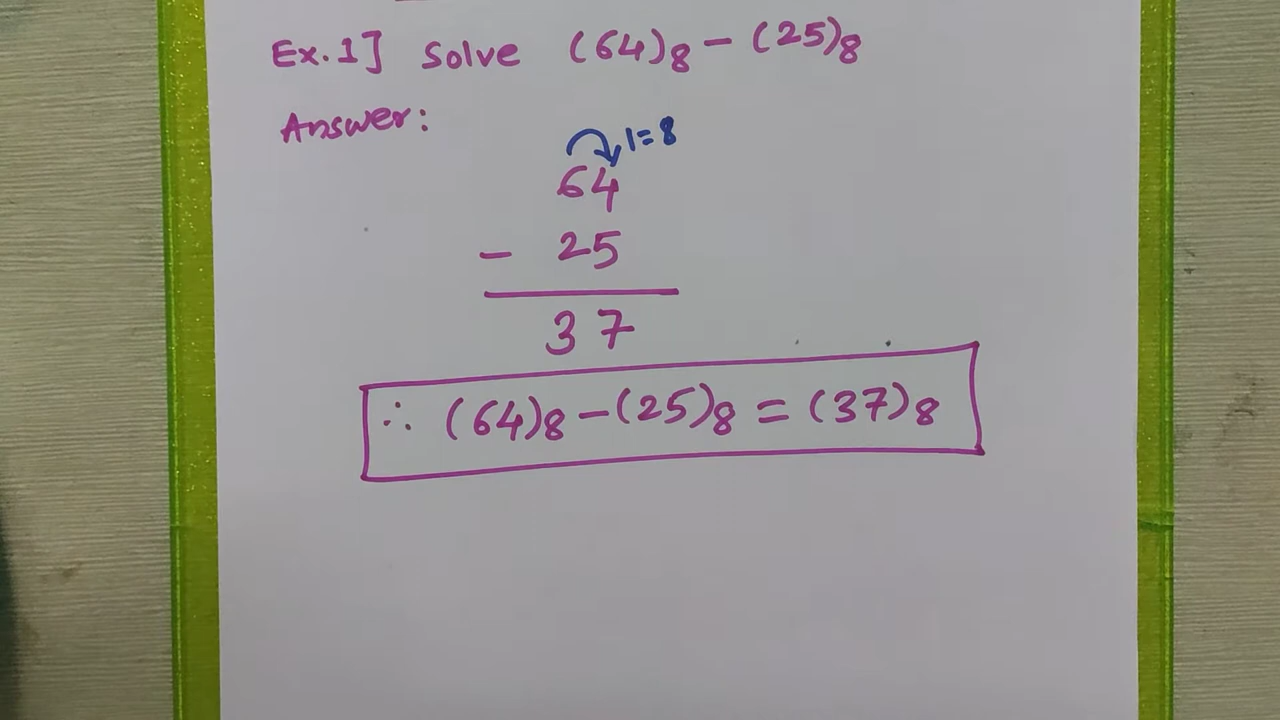 Ex.1] Solve (64)8 - (25)8
Answer:
1=8
64
- 25
37
∴ (64)8 - (25)8 = (37)8